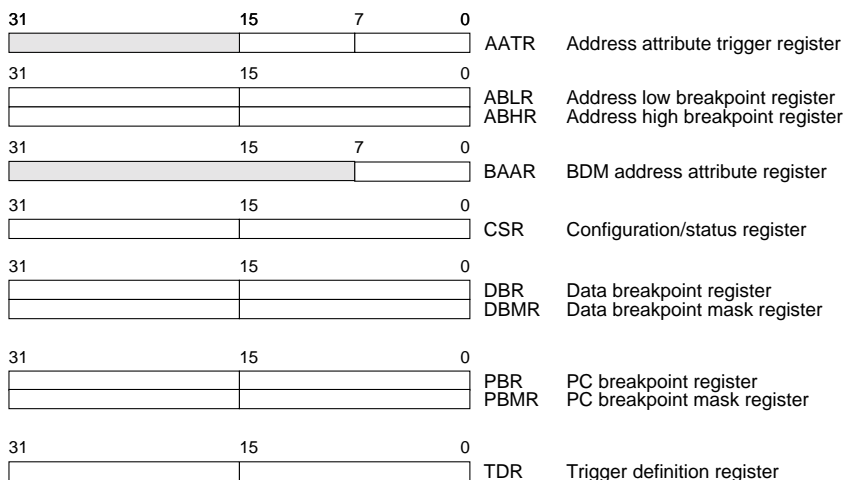 31 15 7 0
AATR Address attribute trigger register
31 15 0
ABLR Address low breakpoint register
ABHR Address high breakpoint register
31 15 7 0
BAAR BDM address attribute register
31 15 0
CSR Configuration/status register
31 15 0
DBR Data breakpoint register
DBMR Data breakpoint mask register
31 15 0
PBR PC breakpoint register
PBMR PC breakpoint mask register
31 15 0
TDR Trigger definition register